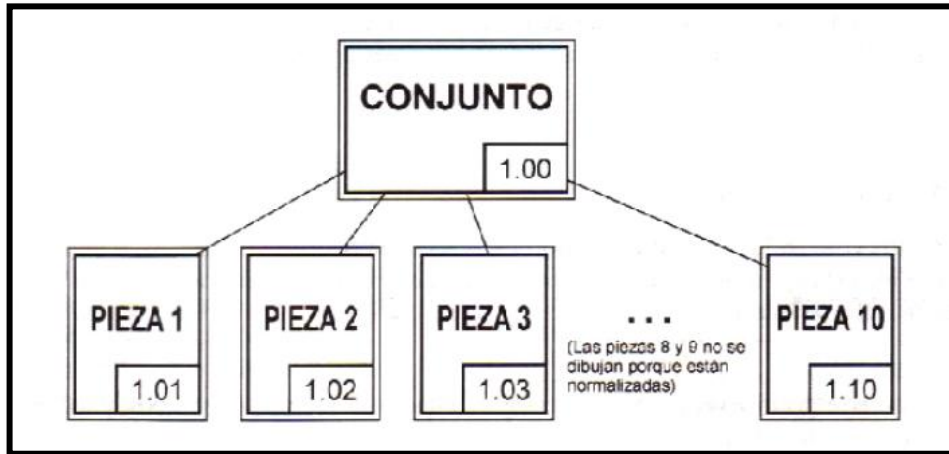 CONJUNTO
1.00
PIEZA 1
1.01
PIEZA 2
1.02
PIEZA 3
1.03
...
(Las piezas 8 y 9 no se
dibujan porque están
normalizadas)
PIEZA 10
1.10